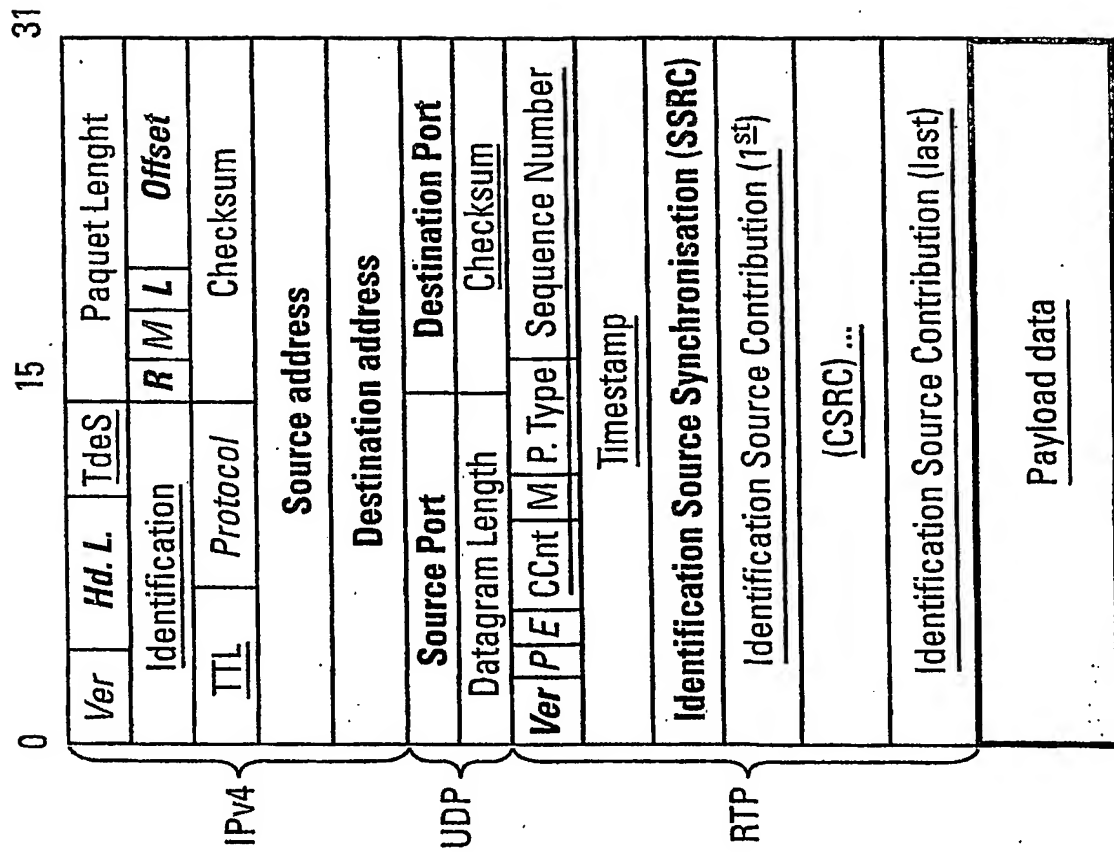 0 15 31
Ver Hd. L. TdeS Paquet Lenght
Identification R M L Offset
TTL Protocol Checksum
Source address
Destination address
IPv4
Source Port Destination Port
Datagram Length Checksum
UDP
Ver P E CCnt M P. Type Sequence Number
Timestamp
Identification Source Synchronisation (SSRC)
Identification Source Contribution (1st)
(CSRC)...
Identification Source Contribution (last)
RTP
Payload data